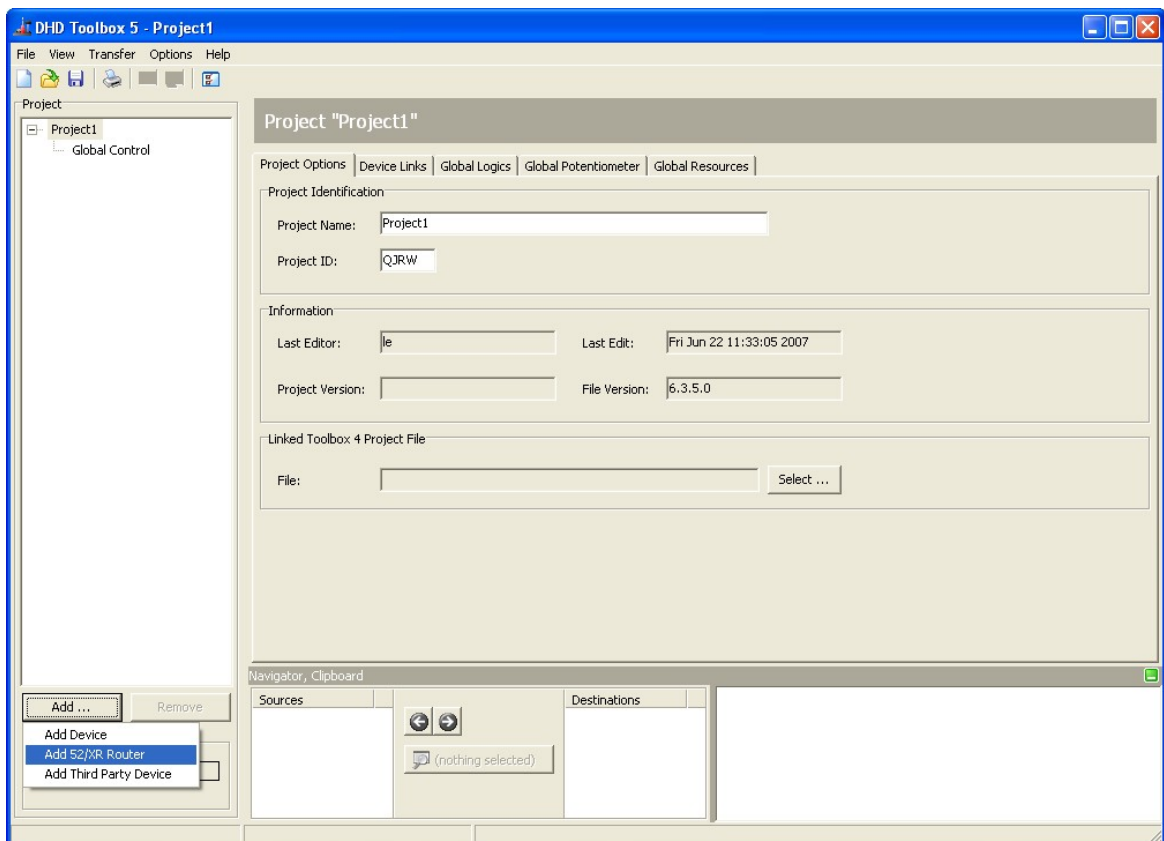 DHD Toolbox 5 - Project1
File View Transfer Options Help
Project
Project1
Global Control
Project "Project1"
Project Options Device Links Global Logics Global Potentiometer Global Resources
Project Identification
Project Name: Project1
Project ID: QJRW
Information
Last Editor: le Last Edit: Fri Jun 22 11:33:05 2007
Project Version: File Version: 6.3.5.0
Linked Toolbox 4 Project File
File: Select ...
Navigator, Clipboard
Add ... Remove
Sources Destinations
Add Device
Add 52/XR Router
Add Third Party Device
(nothing selected)